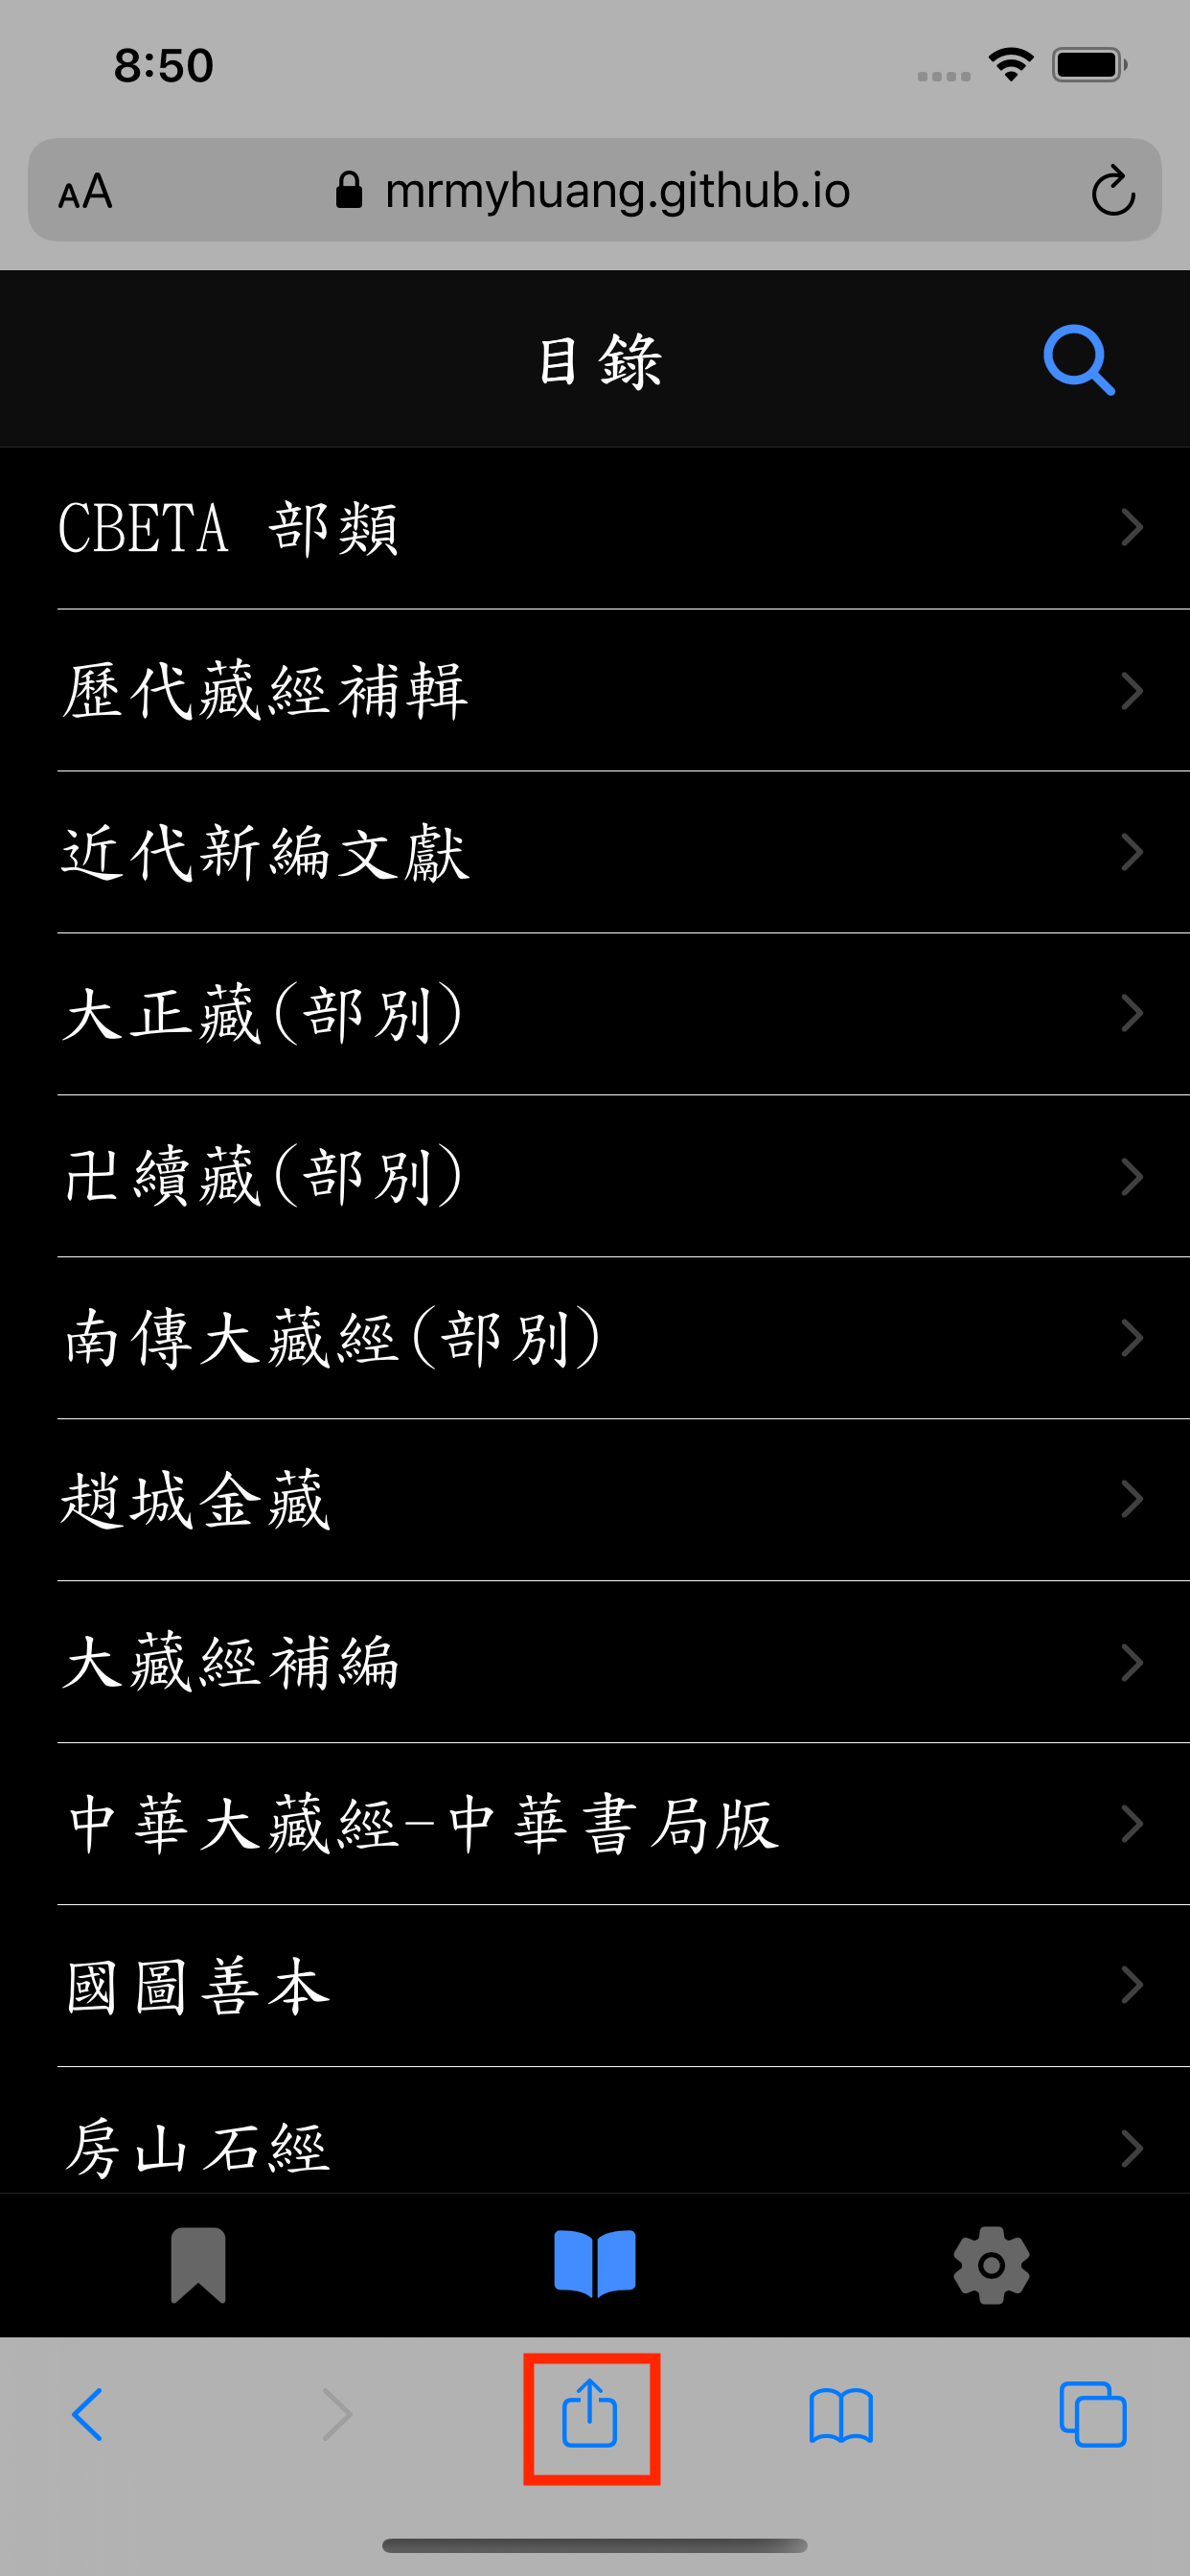 8:50
AA mrmyhuang.github.io
目錄
CBETA 部類
歷代藏經補輯
近代新編文獻
大正藏(部別)
卍續藏(部別)
南傳大藏經(部別)
趙城金藏
大藏經補編
中華大藏經-中華書局版
國圖善本
房山石經